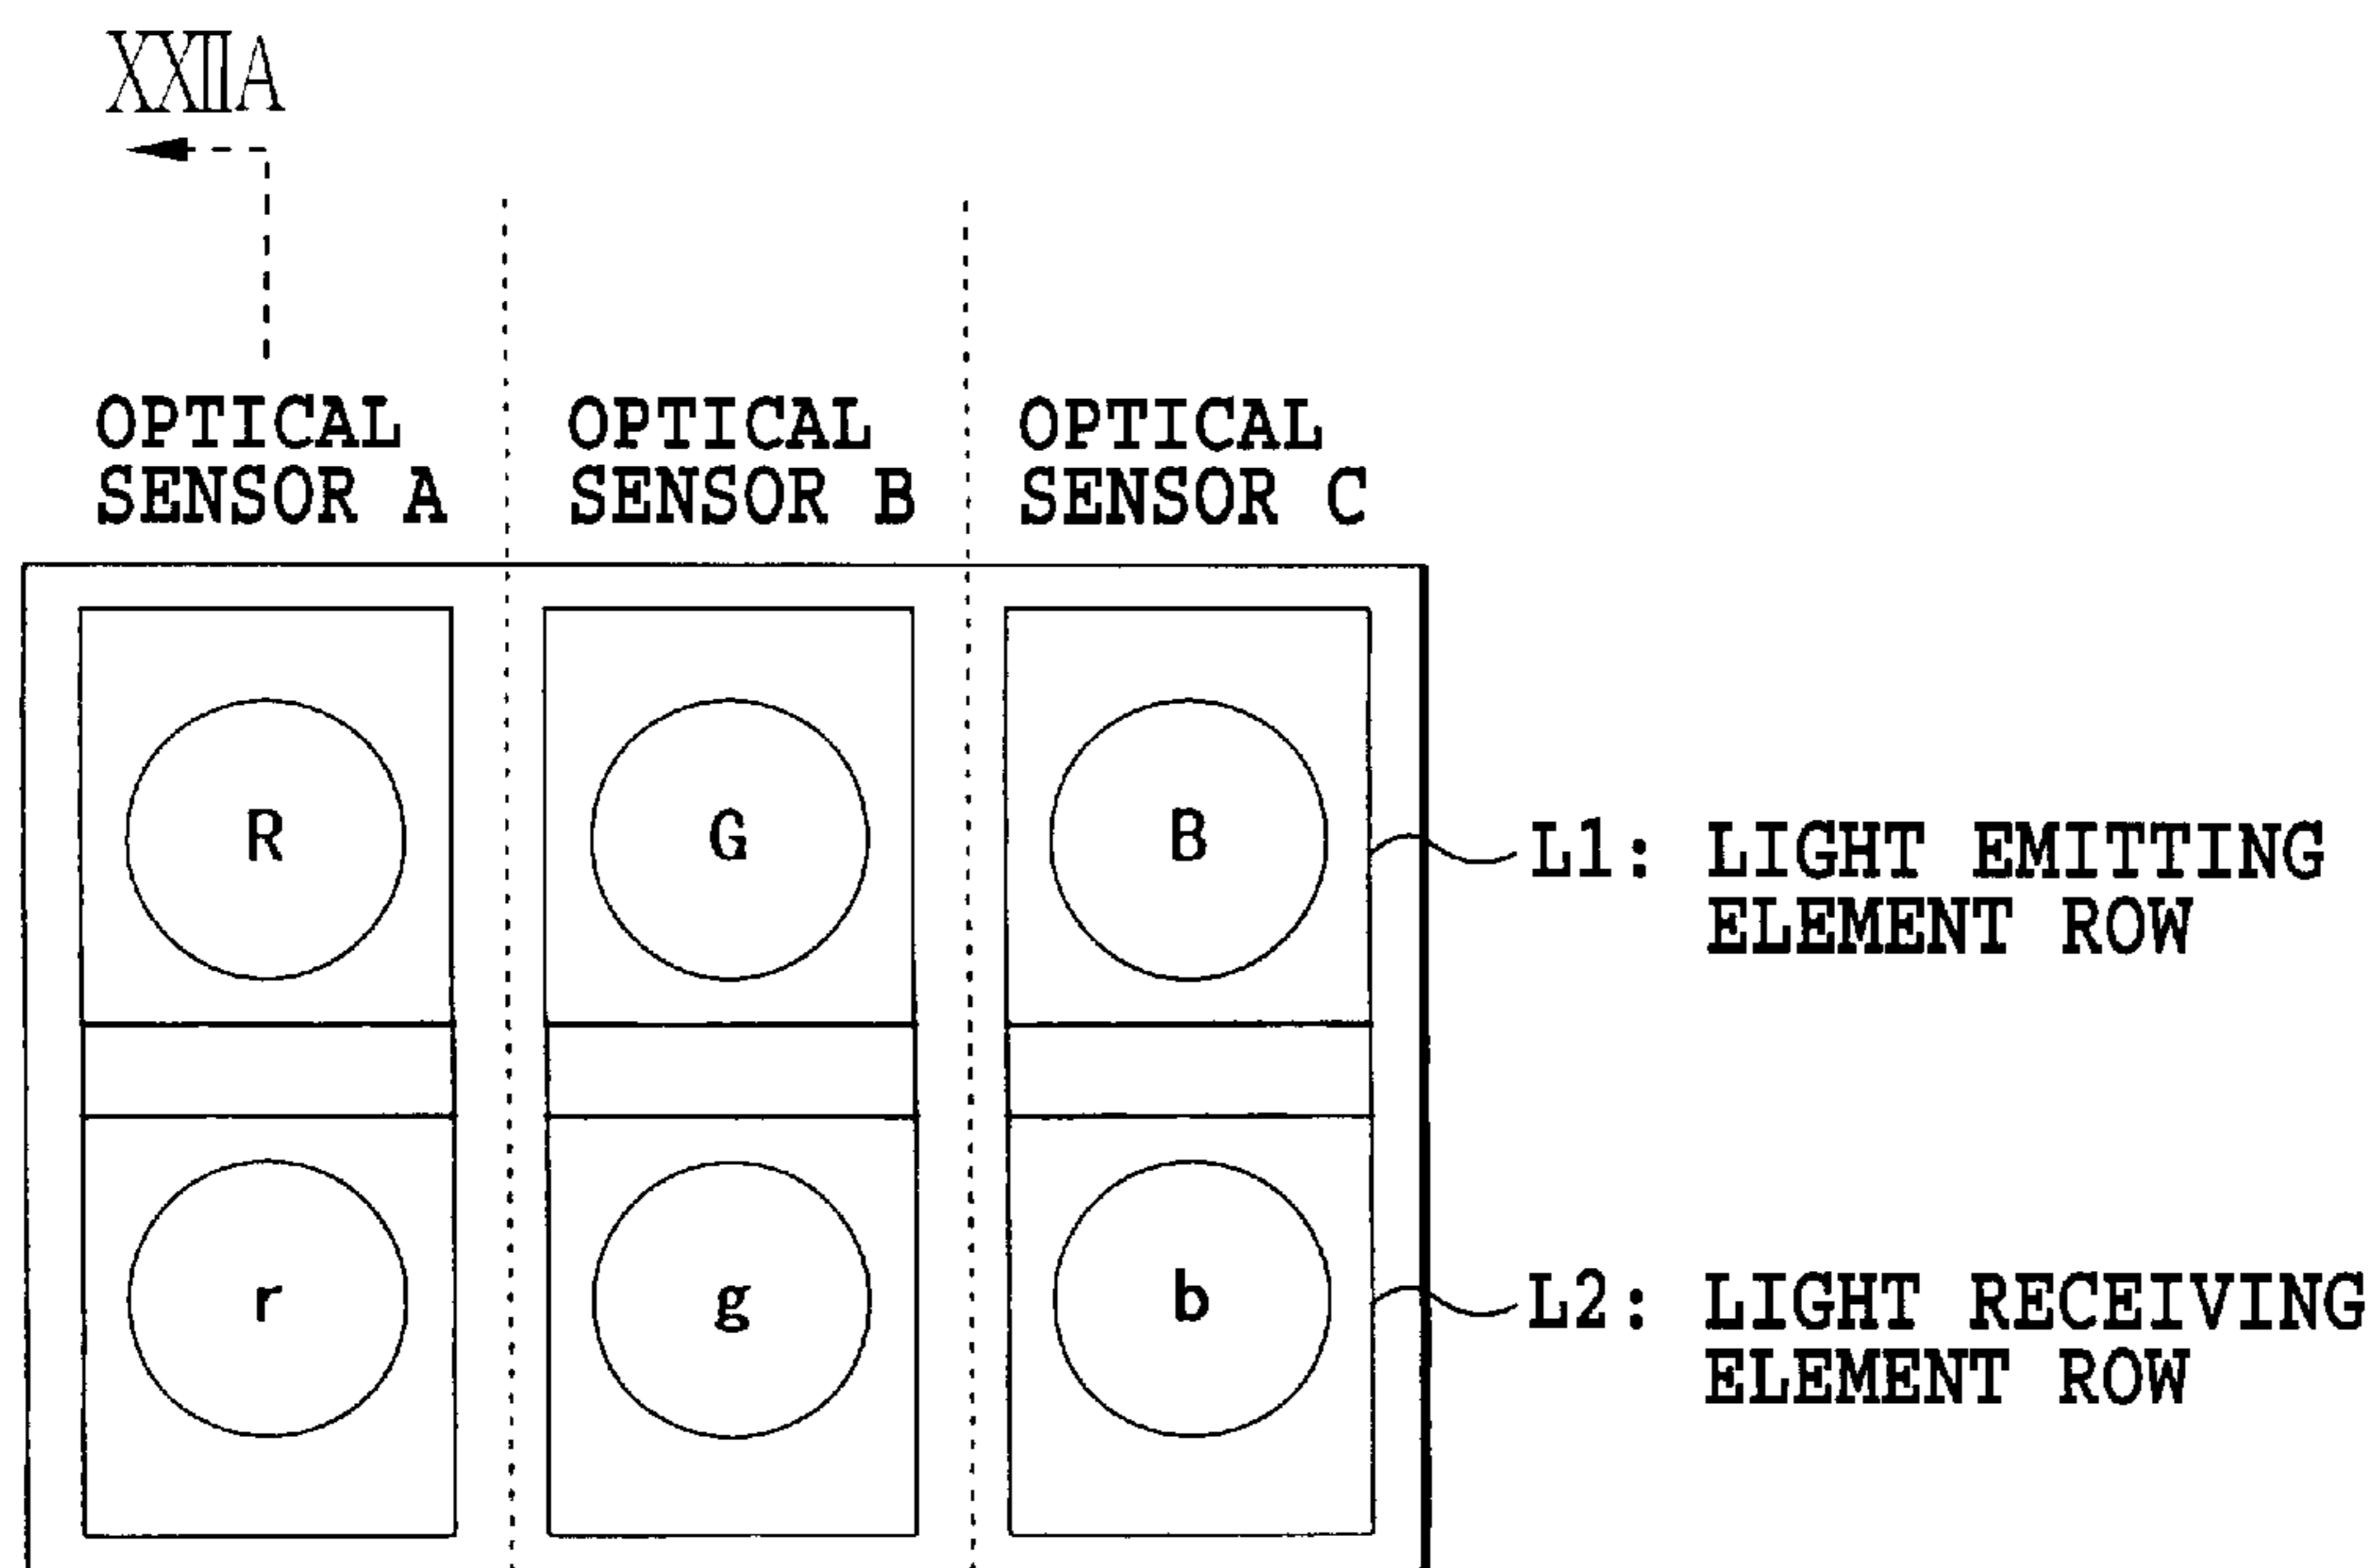 XXIIA
OPTICAL
SENSOR A
OPTICAL
SENSOR B
OPTICAL
SENSOR C
R
G
B
L1: LIGHT EMITTING
ELEMENT ROW
r
g
b
L2: LIGHT RECEIVING
ELEMENT ROW